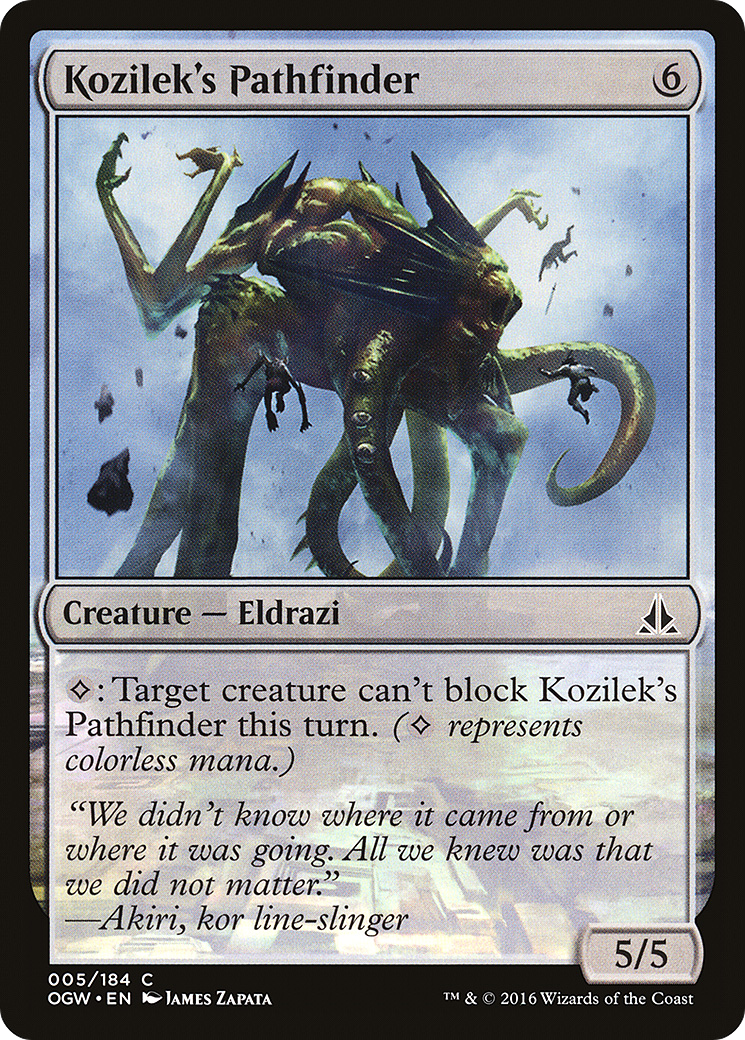 Kozilek's Pathfinder 6
Creature — Eldrazi
◇: Target creature can't block Kozilek's
Pathfinder this turn. (◇ represents
colorless mana.)
“We didn't know where it came from or
where it was going. All we knew was that
we did not matter.”
—Akiri, kor line-slinger
5/5
005/184 C
OGW • EN JAMES ZAPATA
™ & © 2016 Wizards of the Coast